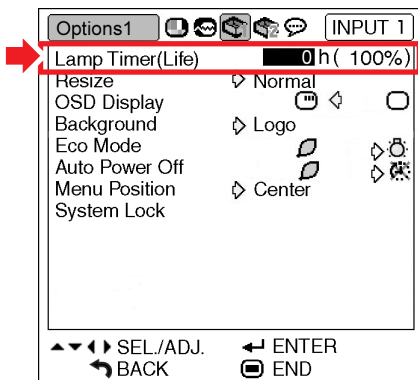 Options1 INPUT 1
Lamp Timer(Life) 0 h( 100%)
Resize Normal
OSD Display
Background Logo
Eco Mode
Auto Power Off
Menu Position Center
System Lock
SEL./ADJ. ENTER
BACK END